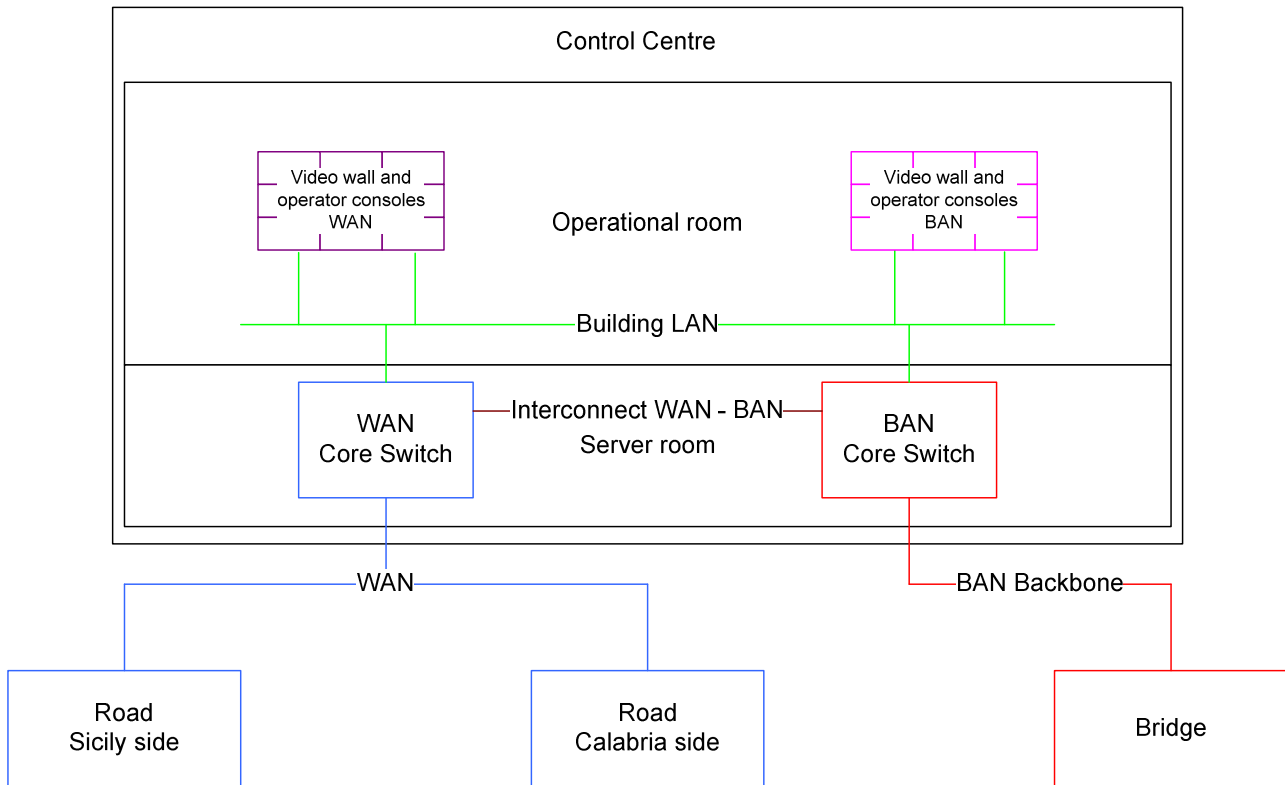 Control Centre
Video wall and
operator consoles
WAN
Video wall and
operator consoles
BAN
Operational room
Building LAN
WAN
Core Switch
Interconnect WAN - BAN
Server room
BAN
Core Switch
WAN
BAN Backbone
Road
Sicily side
Road
Calabria side
Bridge